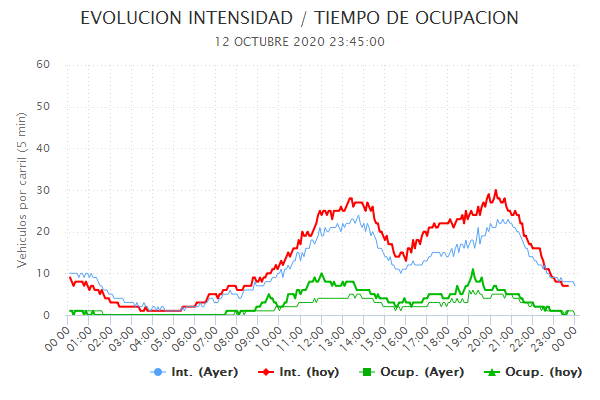 EVOLUCION INTENSIDAD / TIEMPO DE OCUPACION
12 OCTUBRE 2020 23:45:00
Vehiculos por carril (5 min)
60
50
40
30
20
10
0
00:00 01:00 02:00 03:00 04:00 05:00 06:00 07:00 08:00 09:00 10:00 11:00 12:00 13:00 14:00 15:00 16:00 17:00 18:00 19:00 20:00 21:00 22:00 23:00 00:00
Int. (Ayer) Int. (hoy) Ocup. (Ayer) Ocup. (hoy)